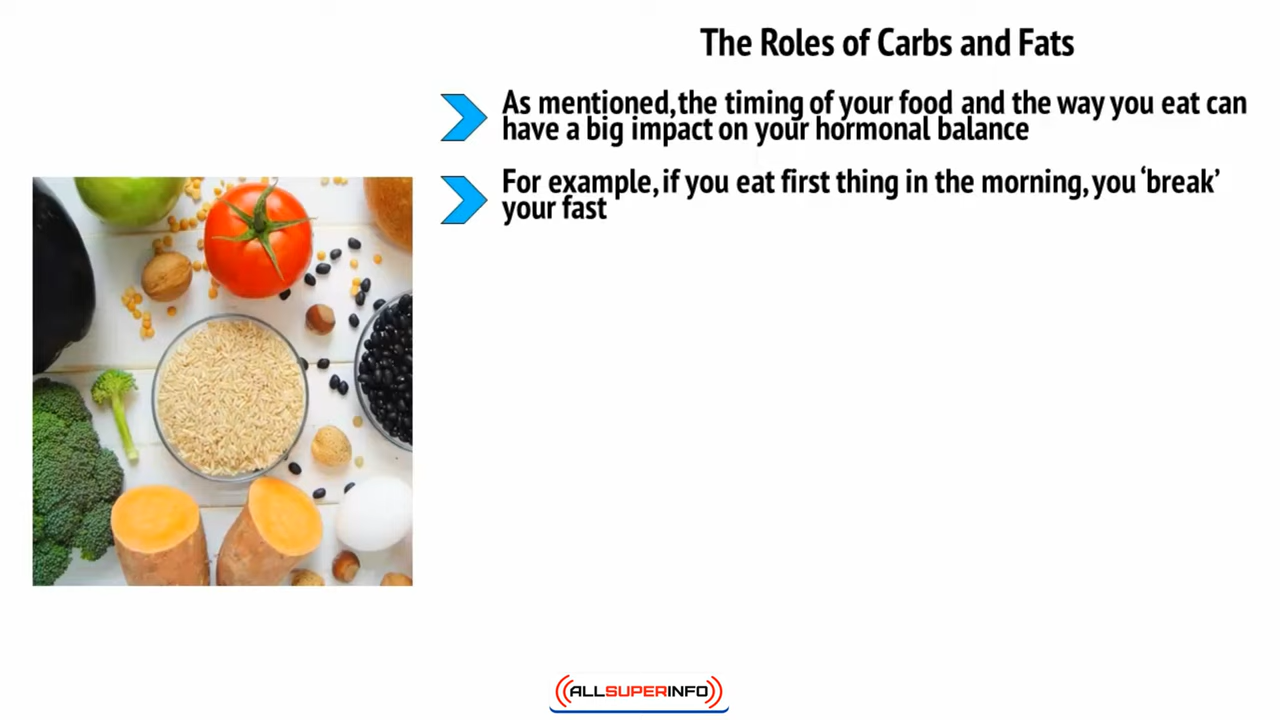 The Roles of Carbs and Fats
As mentioned, the timing of your food and the way you eat can
have a big impact on your hormonal balance
For example, if you eat first thing in the morning, you ‘break’
your fast
ALLSUPERINFO